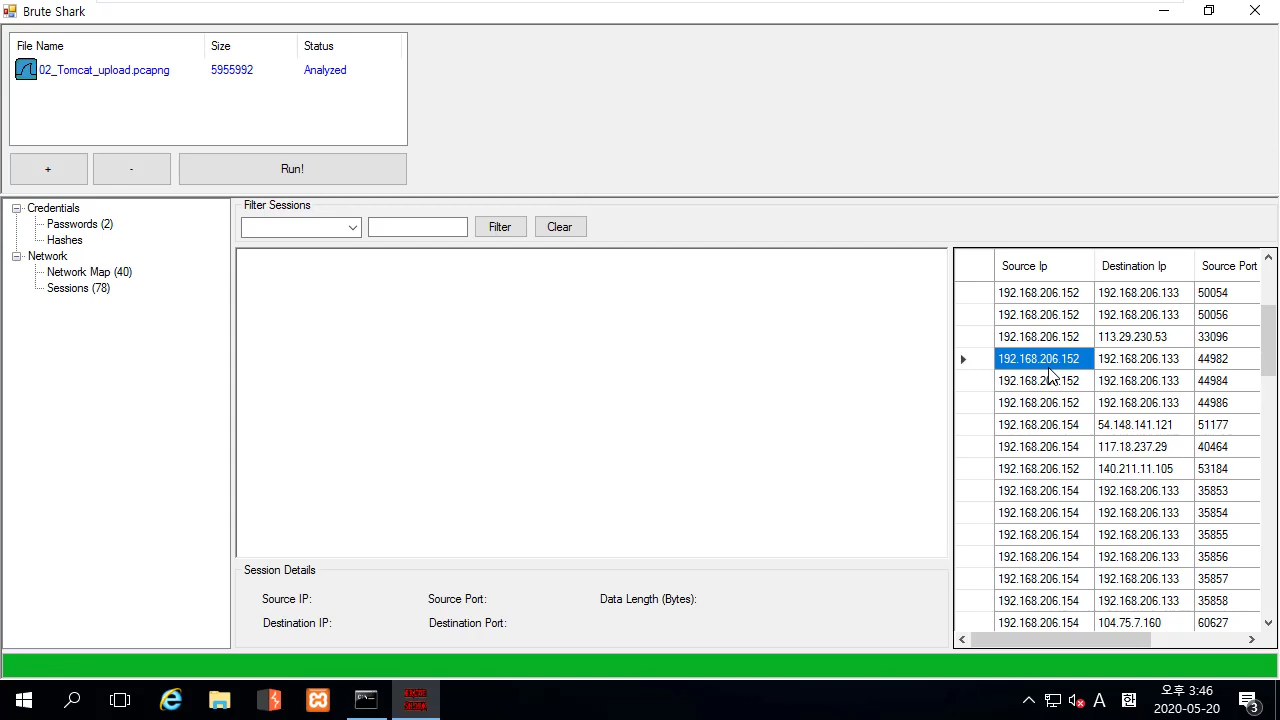 Brute Shark
File Name Size Status
02_Tomcat_upload.pcapng 5955992 Analyzed
+ - Run!
Credentials
Passwords (2)
Hashes
Network
Network Map (40)
Sessions (78)
Filter Sessions
Filter Clear
Source Ip Destination Ip Source Port
192.168.206.152 192.168.206.133 50054
192.168.206.152 192.168.206.133 50056
192.168.206.152 113.29.230.53 33096
192.168.206.152 192.168.206.133 44982
192.168.206.152 192.168.206.133 44984
192.168.206.152 192.168.206.133 44986
192.168.206.154 54.148.141.121 51177
192.168.206.154 117.18.237.29 40464
192.168.206.152 140.211.11.105 53184
192.168.206.154 192.168.206.133 35853
192.168.206.154 192.168.206.133 35854
192.168.206.154 192.168.206.133 35855
192.168.206.154 192.168.206.133 35856
192.168.206.154 192.168.206.133 35857
192.168.206.154 192.168.206.133 35858
192.168.206.154 104.75.7.160 60627
Session Details
Source IP: Source Port: Data Length (Bytes):
Destination IP: Destination Port:
A
오후 3:46
2020-05-20
3